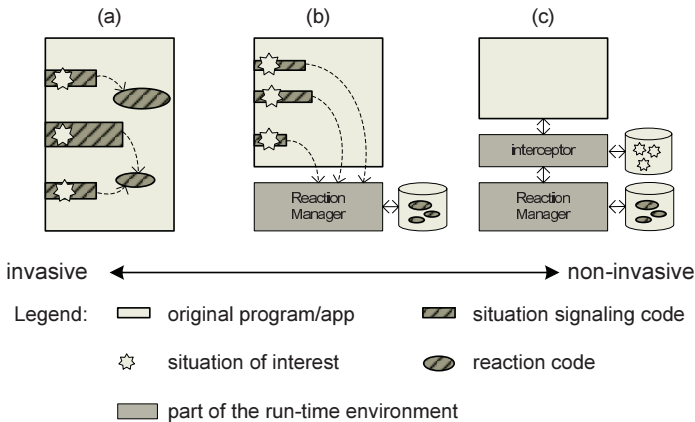 (a)
(b)
(c)
Reaction
Manager
interceptor
Reaction
Manager
invasive
non-invasive
Legend:
original program/app
situation signaling code
situation of interest
reaction code
part of the run-time environment